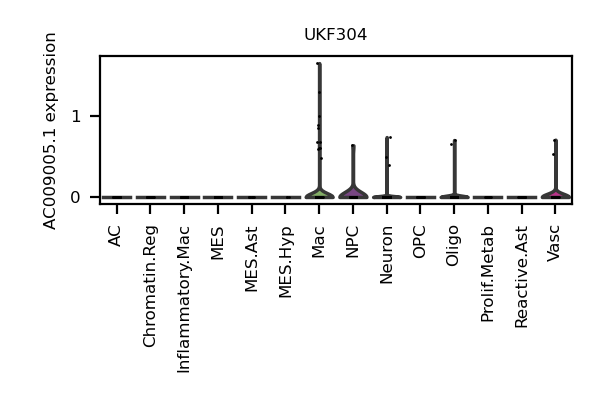 UKF304
AC009005.1 expression
1
0
AC
Chromatin.Reg
Inflammatory.Mac
MES
MES.Ast
MES.Hyp
Mac
NPC
Neuron
OPC
Oligo
Prolif.Metab
Reactive.Ast
Vasc